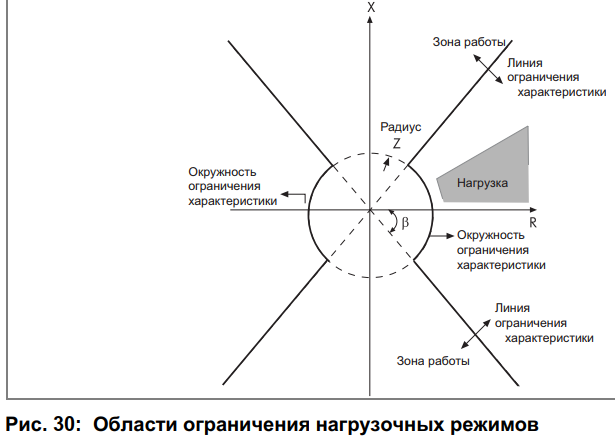 X
Зона работы
Линия
ограничения
характеристики
Радиус
Z
Окружность
ограничения
характеристики
Нагрузка
β
R
Окружность
ограничения
характеристики
Линия
ограничения
характеристики
Зона работы
Рис. 30: Области ограничения нагрузочных режимов